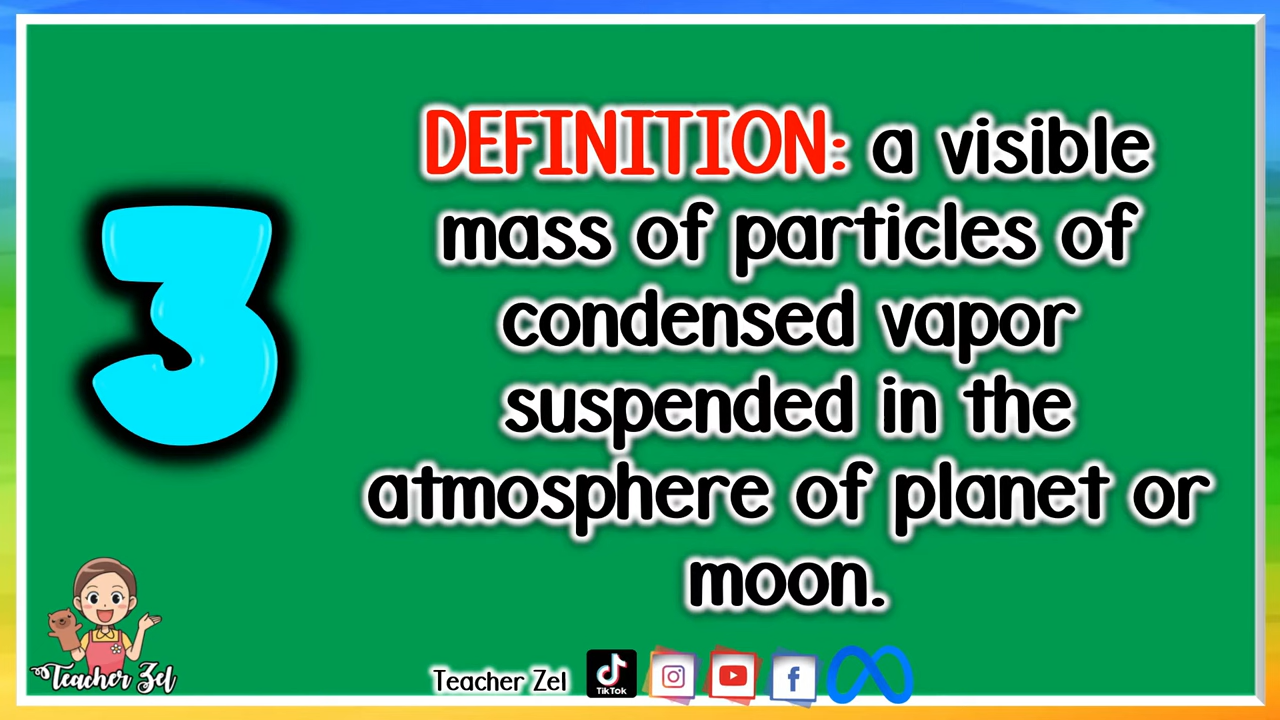 3
DEFINITION: a visible
mass of particles of
condensed vapor
suspended in the
atmosphere of planet or
moon.
Teacher Zel
Teacher Zel
TikTok
f